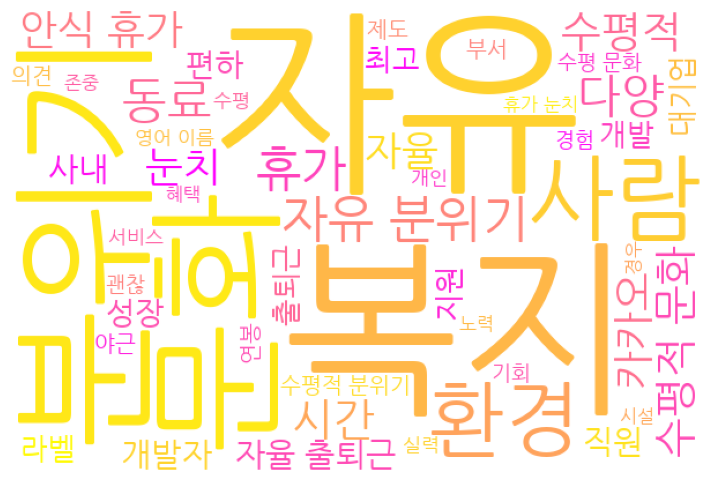 안식 휴가
자유
제도
부서
수평적
편하
최고
수평 문화
의견
존중
동료
수평
다양
대기업
휴가 눈치
영어 이름
자율
경험
개발
사내
눈치
휴가
개인
사람
혜택
분위기
문화
자유 분위기
서비스
복지
괜찮
성장
출퇴근
지원
경우
카카오
수평적 문화
야근
연봉
노력
기회
환경
수평적 분위기
시간
시설
라벨
개발자
자율 출퇴근
실력
직원